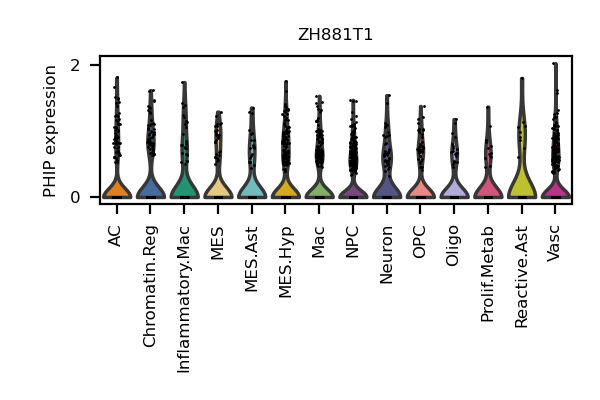 ZH881T1
PHIP expression
2
0
AC
Chromatin.Reg
Inflammatory.Mac
MES
MES.Ast
MES.Hyp
Mac
NPC
Neuron
OPC
Oligo
Prolif.Metab
Reactive.Ast
Vasc